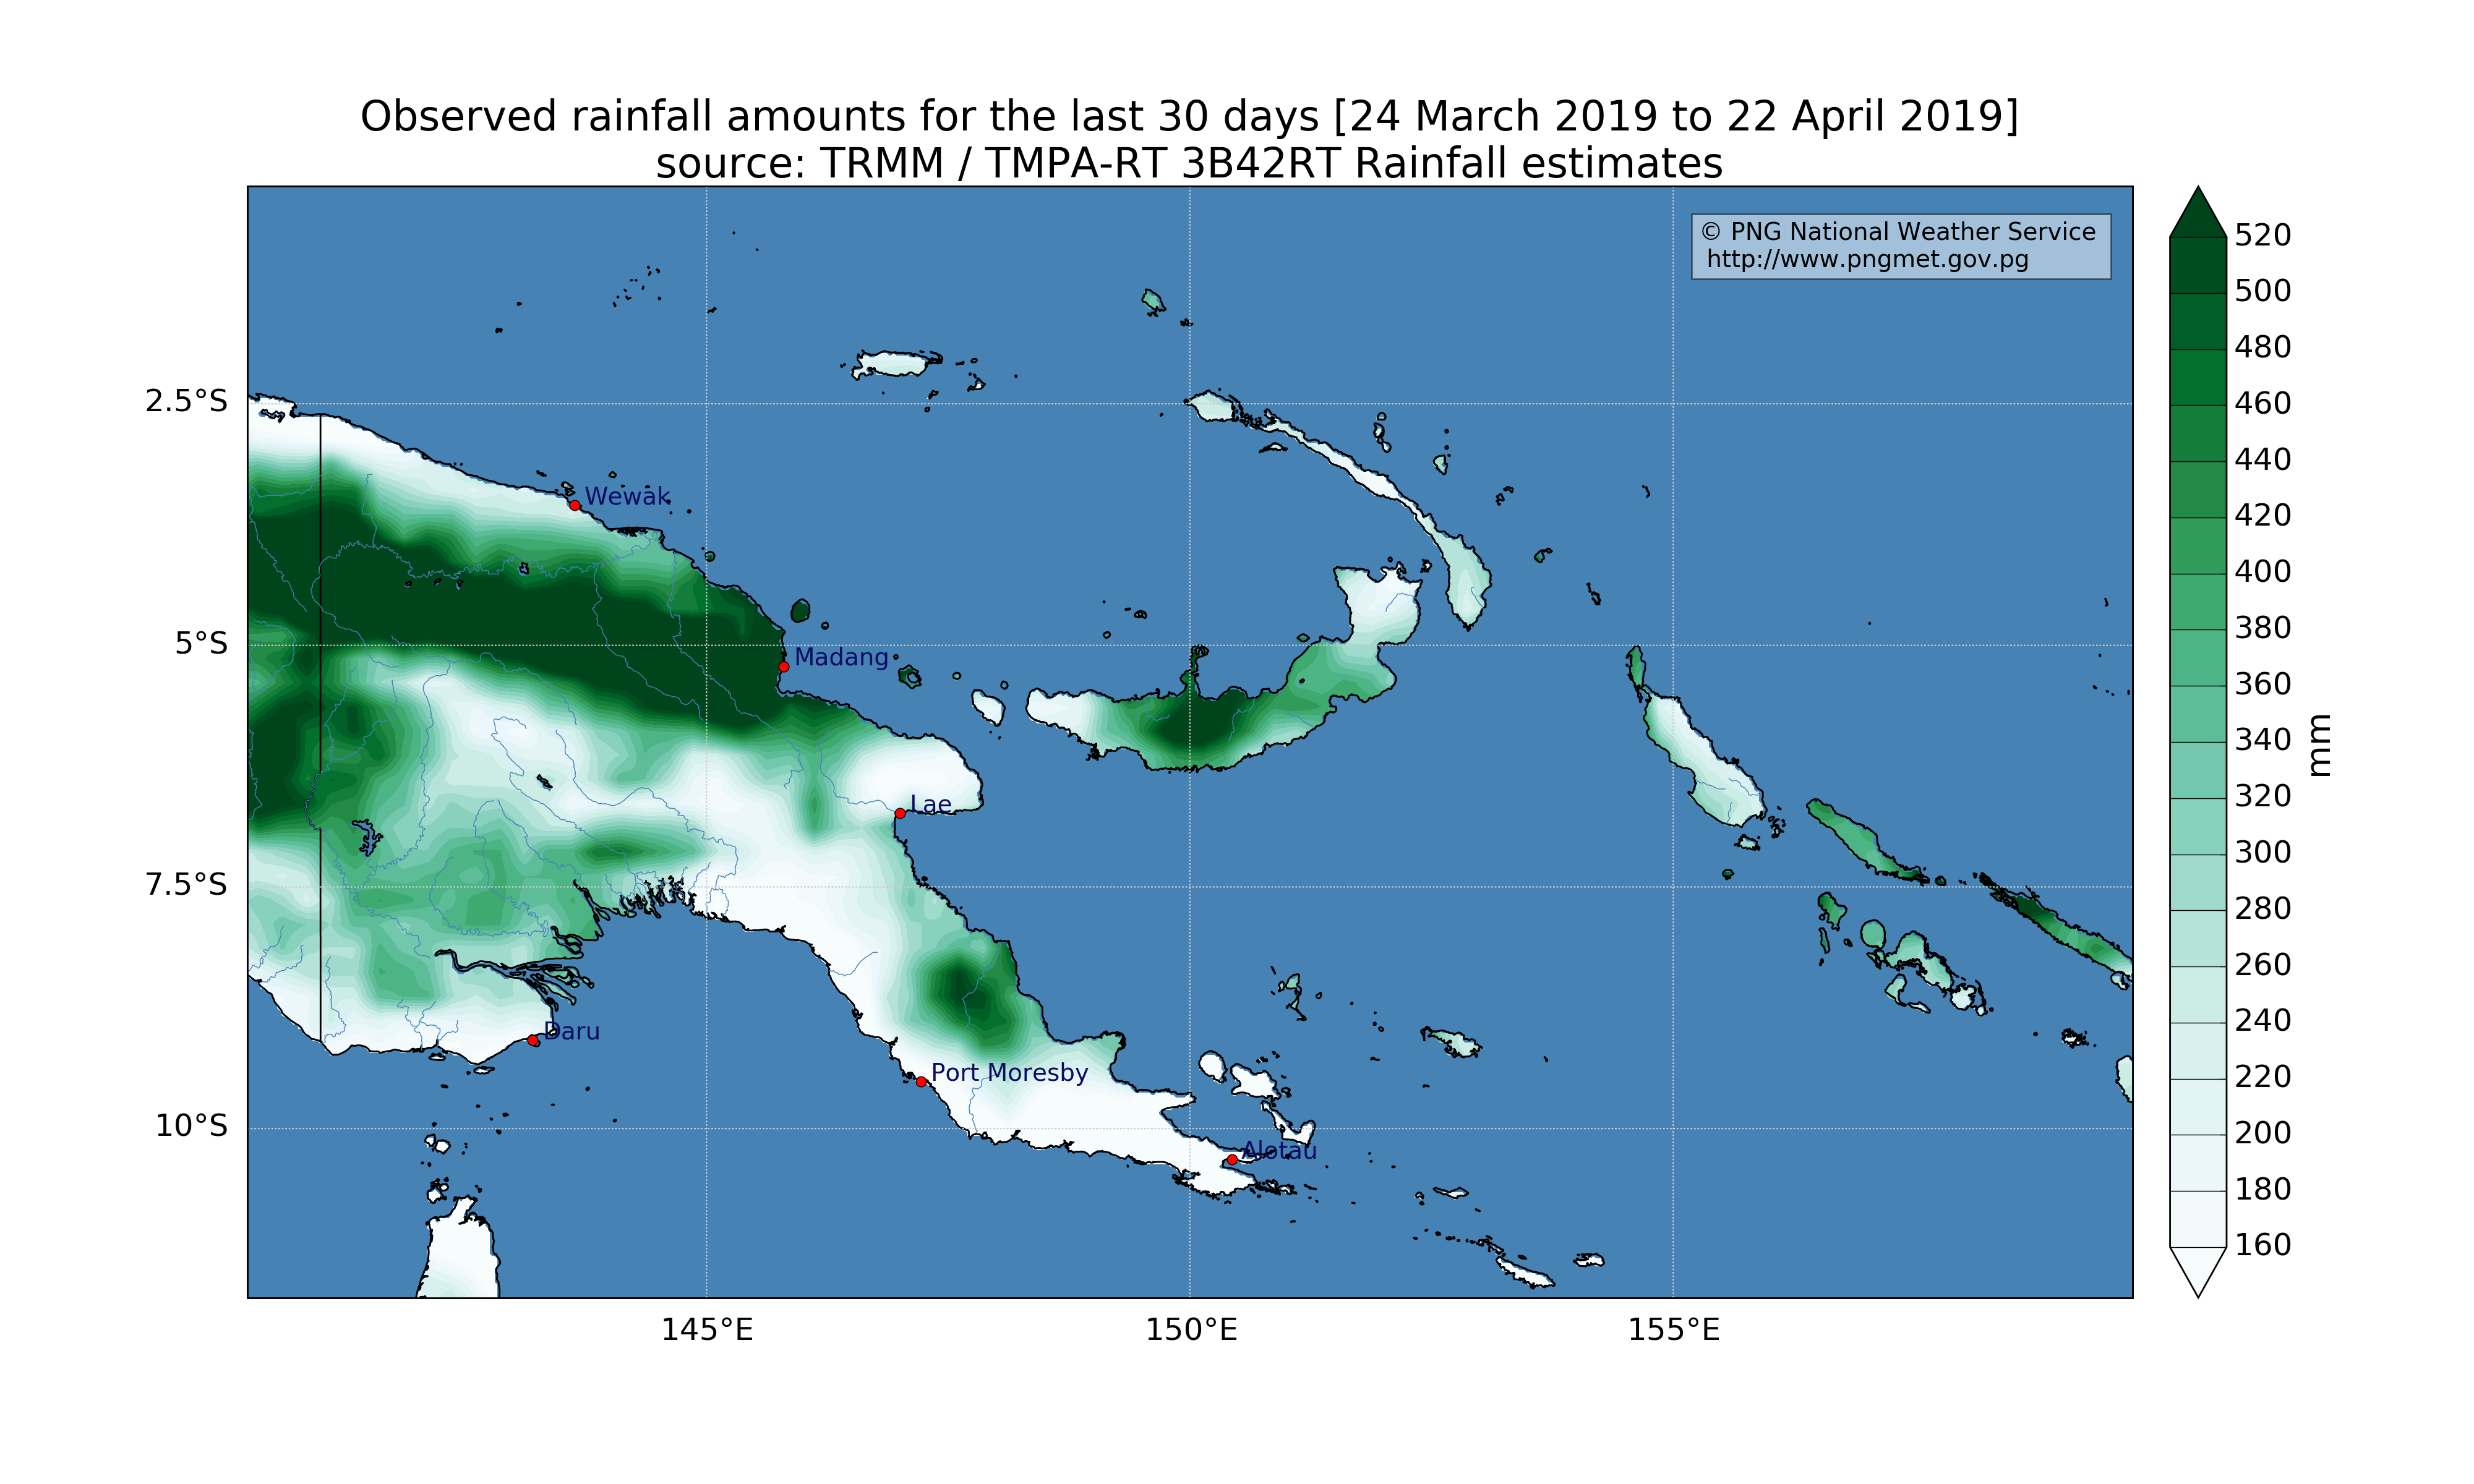 Observed rainfall amounts for the last 30 days [24 March 2019 to 22 April 2019]
source: TRMM / TMPA-RT 3B42RT Rainfall estimates
© PNG National Weather Service
http://www.pngmet.gov.pg
2.5°S
5°S
7.5°S
10°S
Wewak
Madang
Lae
Daru
Port Moresby
Alotau
145°E
150°E
155°E
520
500
480
460
440
420
400
380
360
340
320
300
280
260
240
220
200
180
160
mm